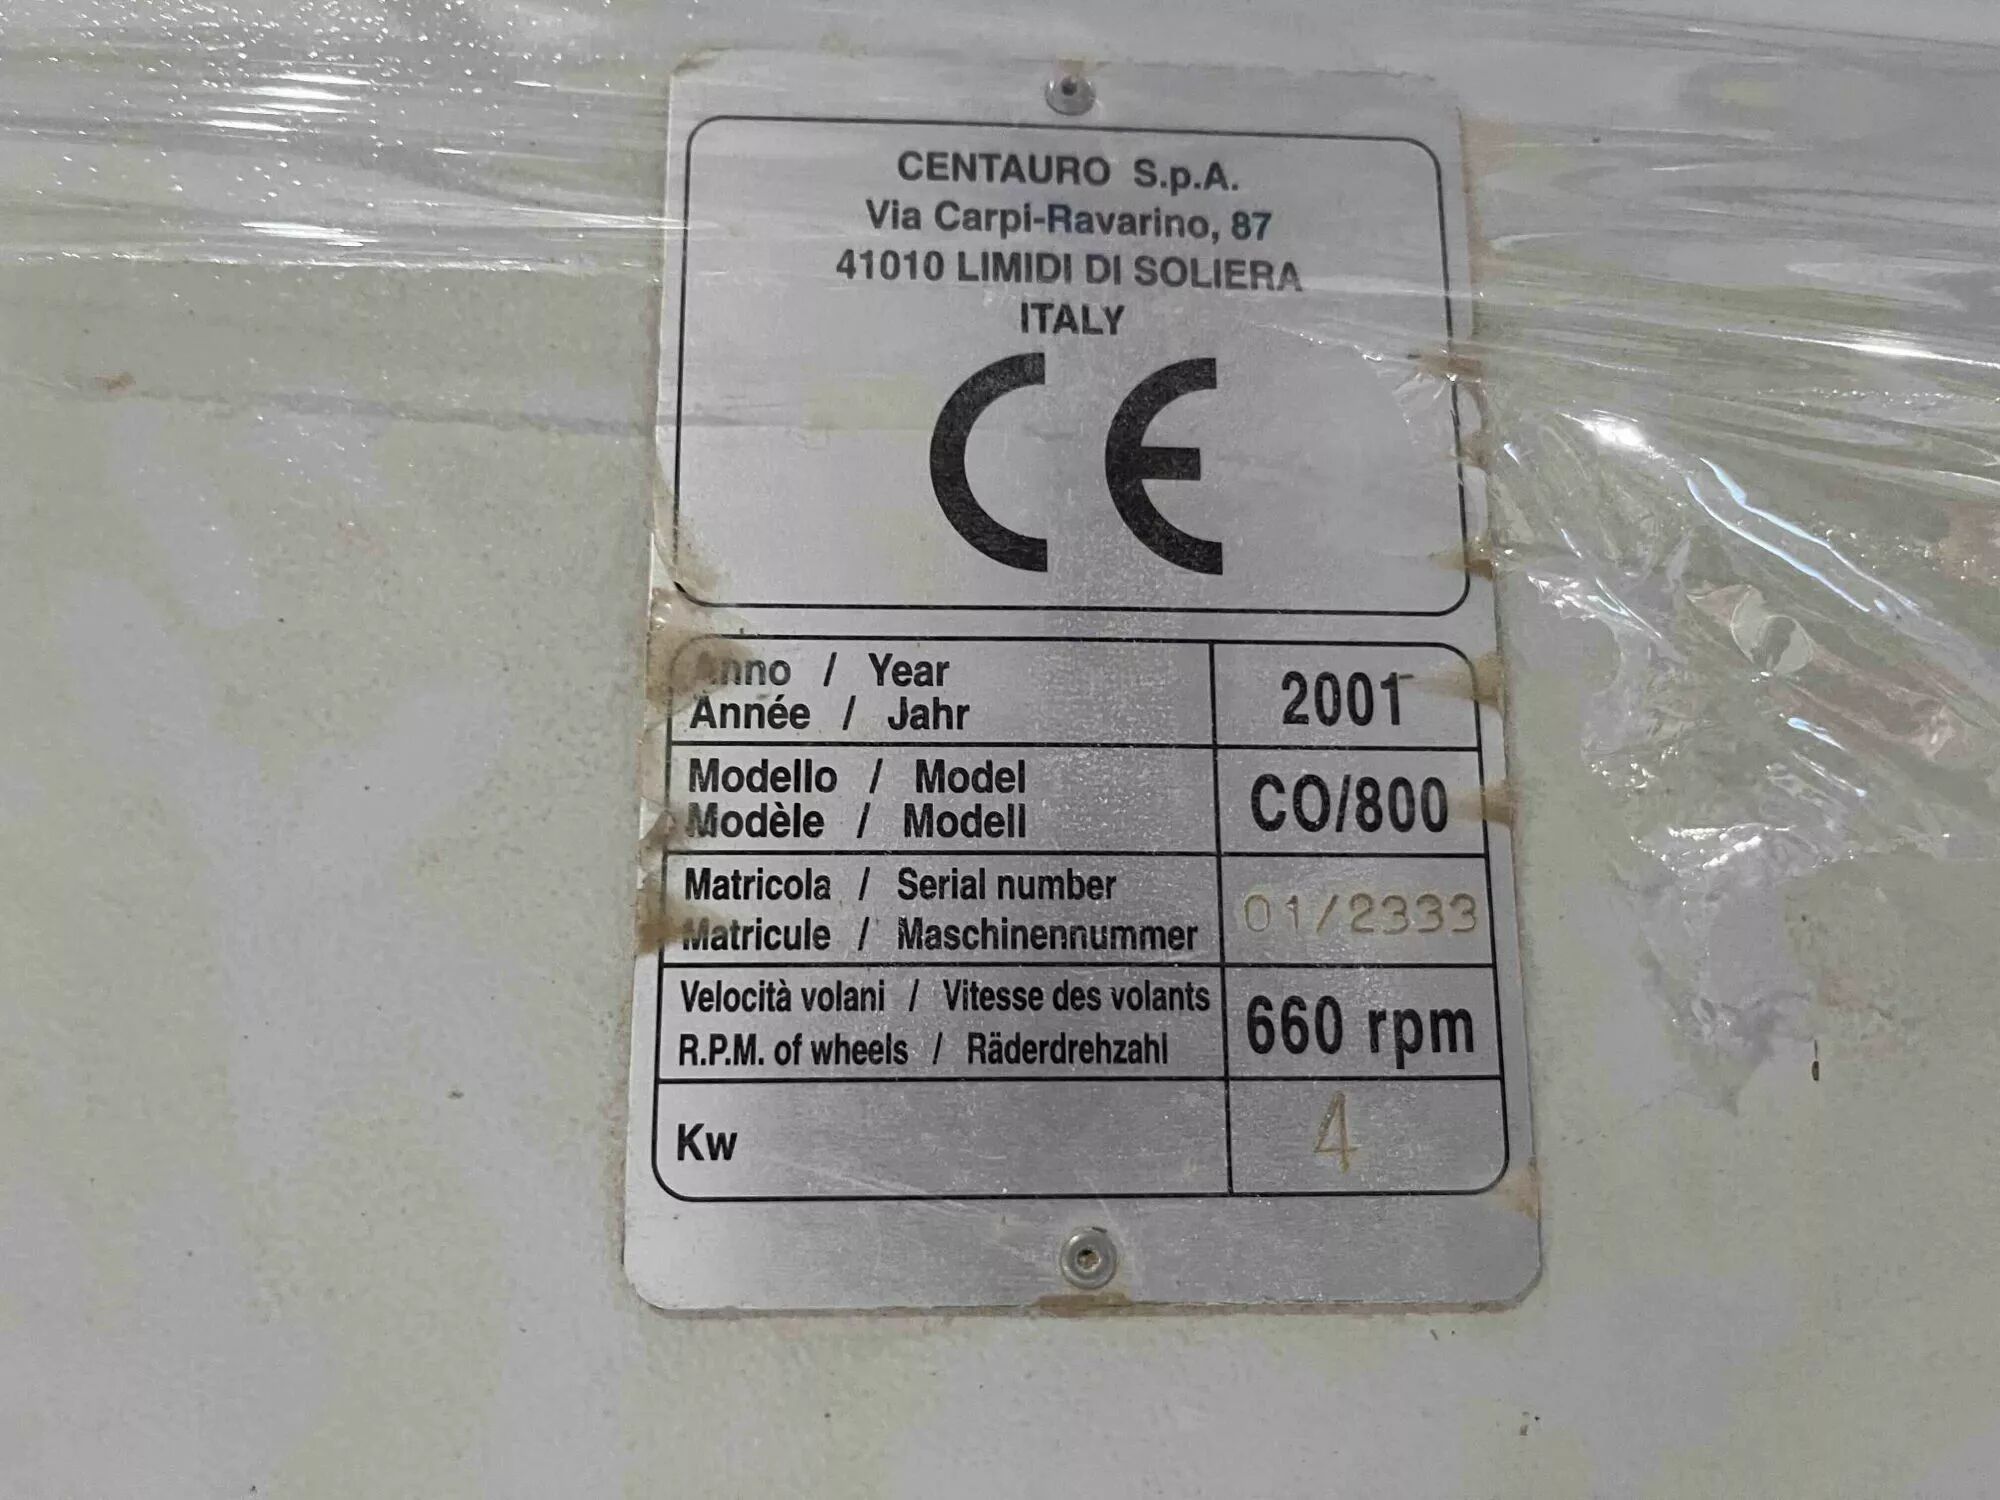 CENTAURO S.p.A.
Via Carpi-Ravarino, 87
41010 LIMIDI DI SOLIERA
ITALY
CE
Anno / Year
Année / Jahr
2001
Modello / Model
Modèle / Modell
CO/800
Matricola / Serial number
Matricule / Maschinennummer
01/2333
Velocità volani / Vitesse des volants
R.P.M. of wheels / Räderdrehzahl
660 rpm
Kw
4